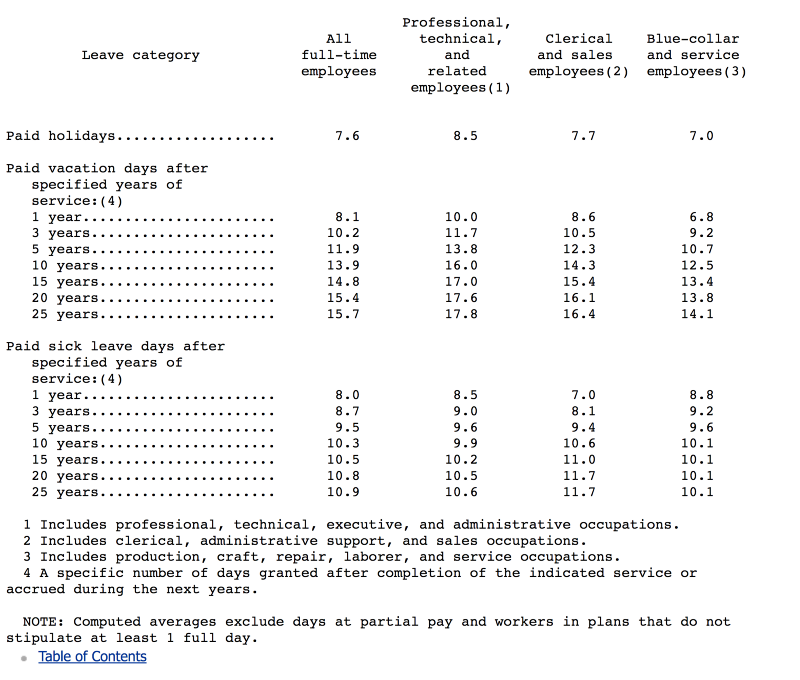 Professional,
All technical, Clerical Blue-collar
Leave category full-time and and sales and service
employees related employees(2) employees(3)
employees(1)
Paid holidays................... 7.6 8.5 7.7 7.0
Paid vacation days after
specified years of
service:(4)
1 year....................... 8.1 10.0 8.6 6.8
3 years...................... 10.2 11.7 10.5 9.2
5 years...................... 11.9 13.8 12.3 10.7
10 years..................... 13.9 16.0 14.3 12.5
15 years..................... 14.8 17.0 15.4 13.4
20 years..................... 15.4 17.6 16.1 13.8
25 years..................... 15.7 17.8 16.4 14.1
Paid sick leave days after
specified years of
service:(4)
1 year....................... 8.0 8.5 7.0 8.8
3 years...................... 8.7 9.0 8.1 9.2
5 years...................... 9.5 9.6 9.4 9.6
10 years..................... 10.3 9.9 10.6 10.1
15 years..................... 10.5 10.2 11.0 10.1
20 years..................... 10.8 10.5 11.7 10.1
25 years..................... 10.9 10.6 11.7 10.1
1 Includes professional, technical, executive, and administrative occupations.
2 Includes clerical, administrative support, and sales occupations.
3 Includes production, craft, repair, laborer, and service occupations.
4 A specific number of days granted after completion of the indicated service or
accrued during the next years.
NOTE: Computed averages exclude days at partial pay and workers in plans that do not
stipulate at least 1 full day.
Table of Contents